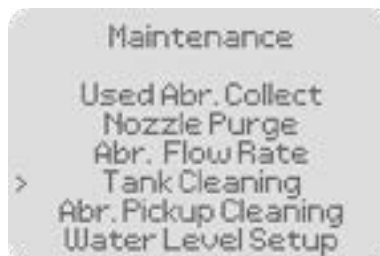 Maintenance
Used Abr. Collect
Nozzle Purge
Abr. Flow Rate
> Tank Cleaning
Abr. Pickup Cleaning
Water Level Setup